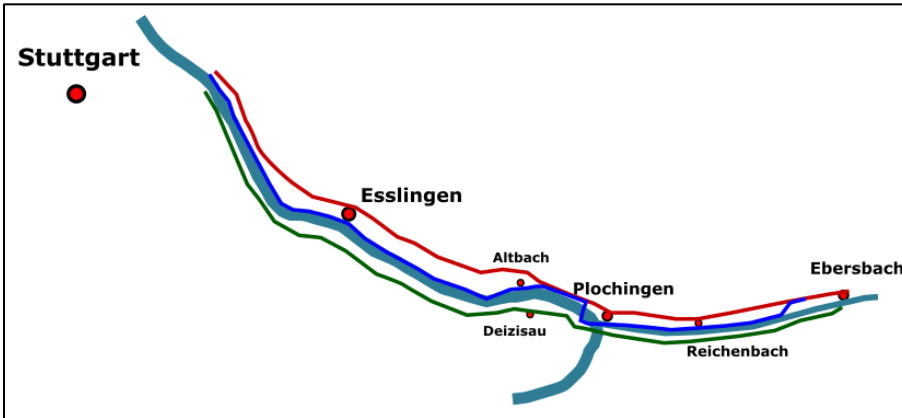 Stuttgart
Esslingen
Altbach
Plochingen
Ebersbach
Deizisau
Reichenbach